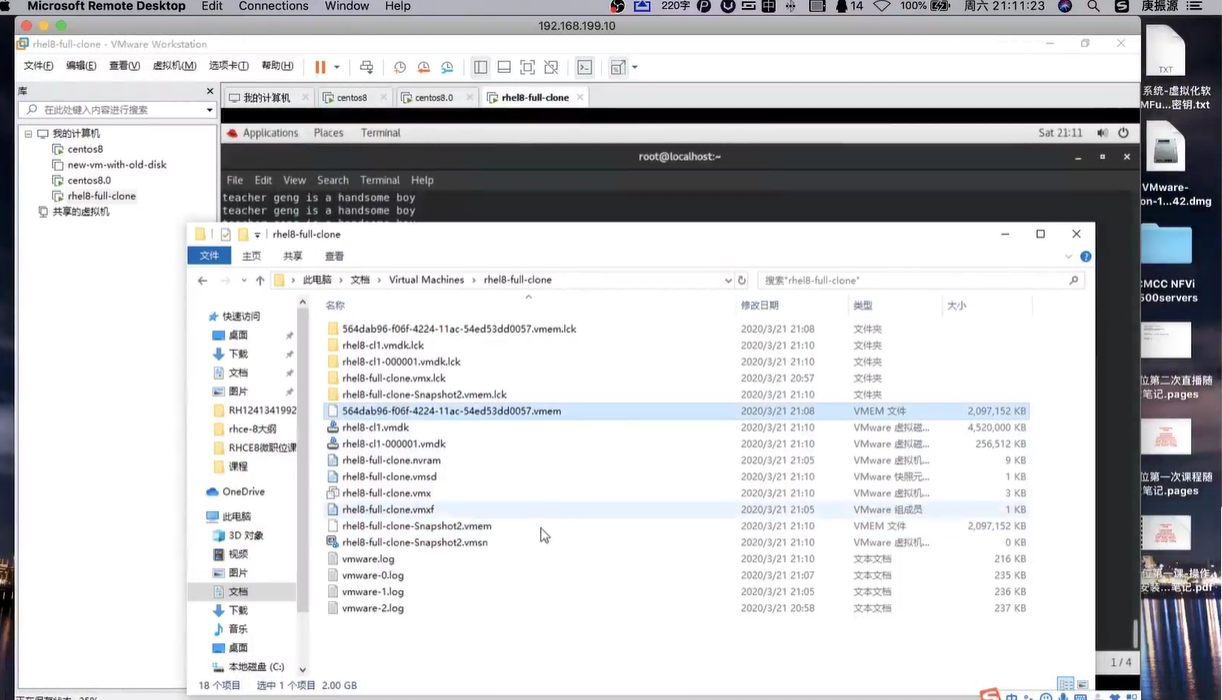 Microsoft Remote Desktop Edit Connections Window Help 220字 14 100% 周六 21:11:23 庚振源
192.168.199.10
rhel8-full-clone - VMware Workstation
文件(F) 编辑(E) 查看(V) 虚拟机(M) 选项卡(T) 帮助(H)
库
我的计算机 centos8 centos8.0 rhel8-full-clone
在此处键入内容进行搜索
我的计算机
centos8
new-vm-with-old-disk
centos8.0
rhel8-full-clone
共享的虚拟机
Applications Places Terminal Sat 21:11
root@localhost:~
File Edit View Search Terminal Help
teacher geng is a handsome boy
teacher geng is a handsome boy
rhel8-full-clone
文件 主页 共享 查看
此电脑 文档 Virtual Machines rhel8-full-clone
搜索"rhel8-full-clone"
名称 修改日期 类型 大小
快速访问
桌面
下载
文档
图片
RH1241341992
rhce-8大纲
RHCE8微职位课
课程
OneDrive
此电脑
3D 对象
视频
图片
文档
下载
音乐
桌面
本地磁盘 (C:)
564dab96-f06f-4224-11ac-54ed53dd0057.vmem.lck 2020/3/21 21:08 文件夹
rhel8-cl1.vmdk.lck 2020/3/21 21:10 文件夹
rhel8-cl1-000001.vmdk.lck 2020/3/21 21:10 文件夹
rhel8-full-clone.vmx.lck 2020/3/21 20:57 文件夹
rhel8-full-clone-Snapshot2.vmem.lck 2020/3/21 21:10 文件夹
564dab96-f06f-4224-11ac-54ed53dd0057.vmem 2020/3/21 21:08 VMEM 文件 2,097,152 KB
rhel8-cl1.vmdk 2020/3/21 21:10 VMware 虚拟磁... 4,520,000 KB
rhel8-cl1-000001.vmdk 2020/3/21 21:10 VMware 虚拟磁... 256,512 KB
rhel8-full-clone.nvram 2020/3/21 21:05 VMware 虚拟机... 9 KB
rhel8-full-clone.vmsd 2020/3/21 21:10 VMware 快照元... 1 KB
rhel8-full-clone.vmx 2020/3/21 21:10 VMware 虚拟机... 3 KB
rhel8-full-clone.vmxf 2020/3/21 21:05 VMware 组成员 1 KB
rhel8-full-clone-Snapshot2.vmem 2020/3/21 21:10 VMEM 文件 2,097,152 KB
rhel8-full-clone-Snapshot2.vmsn 2020/3/21 21:10 VMware 虚拟机... 0 KB
vmware.log 2020/3/21 21:10 文本文档 216 KB
vmware-0.log 2020/3/21 21:07 文本文档 235 KB
vmware-1.log 2020/3/21 21:05 文本文档 236 KB
vmware-2.log 2020/3/21 20:58 文本文档 237 KB
18 个项目 选中 1 个项目 2.00 GB
1 / 4
TXT
系统-虚拟化软
MFu...密钥.txt
VMware-
on-1...42.dmg
CMCC NFVi
500servers
位第二次直播随
笔记.pages
位第一次课程随
笔记.pages
位第一课-操作
安装...笔记.pdf